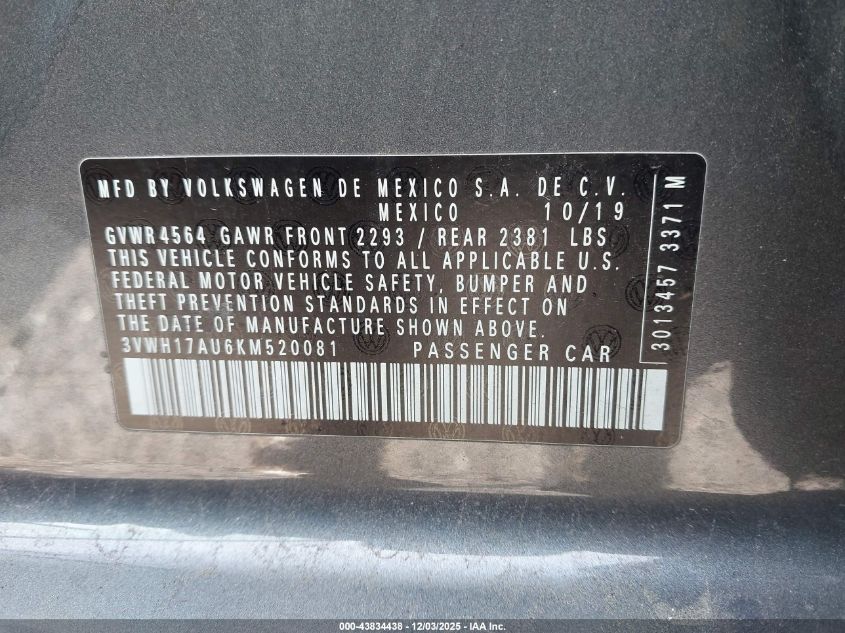 MFD BY VOLKSWAGEN DE MEXICO S.A. DE C.V.
MEXICO 10/19
GVWR 4564 GAWR FRONT 2293 / REAR 2381 LBS
THIS VEHICLE CONFORMS TO ALL APPLICABLE U.S.
FEDERAL MOTOR VEHICLE SAFETY, BUMPER AND
THEFT PREVENTION STANDARDS IN EFFECT ON
THE DATE OF MANUFACTURE SHOWN ABOVE.
3VWH17AU6KM520081 PASSENGER CAR
3013457 3371 M
000-43834438 - 12/03/2025 - IAA Inc.